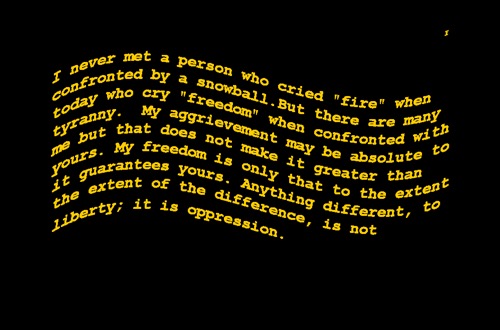 I never met a person who cried "fire" when
confronted by a snowball.But there are many
today who cry "freedom" when confronted with
tyranny.  My aggrievement may be absolute to
me but that does not make it greater than
yours. My freedom is only that to the extent
it guarantees yours. Anything different, to
the extent of the difference, is not
liberty; it is oppression.